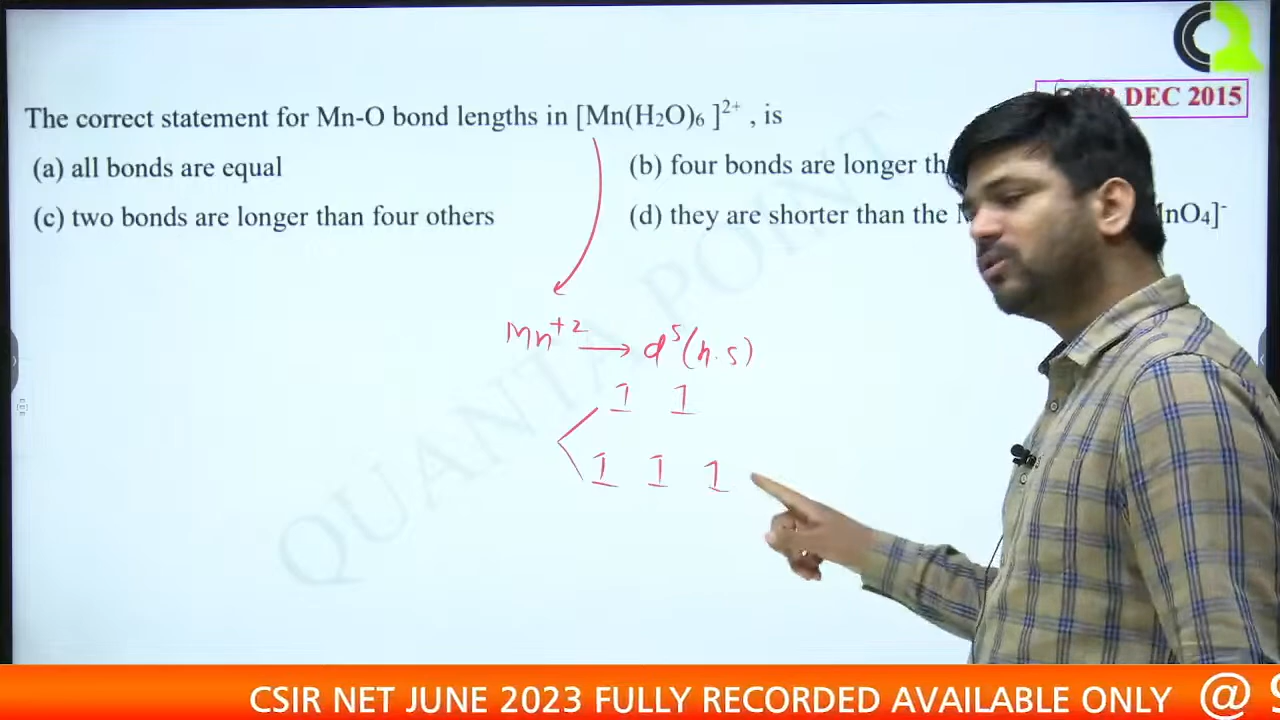 DEC 2015
The correct statement for Mn-O bond lengths in [Mn(H₂O)₆ ]²⁺ , is
(a) all bonds are equal
(b) four bonds are longer
(c) two bonds are longer than four others
(d) they are shorter than the nO₄]⁻
Mn⁺² → d⁵(h.s)
1 1
1 1 1
QUANTA POINT
CSIR NET JUNE 2023 FULLY RECORDED AVAILABLE ONLY @